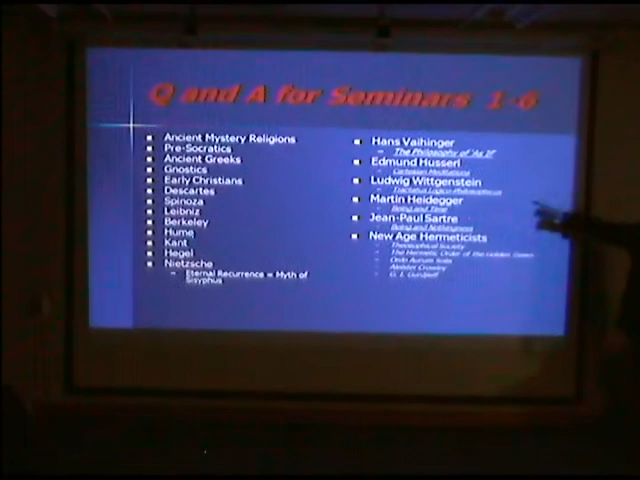 Q and A for Seminars 1-6
Ancient Mystery Religions
Pre-Socratics
Ancient Greeks
Gnostics
Early Christians
Descartes
Spinoza
Leibniz
Berkeley
Hume
Kant
Hegel
Nietzsche
– Eternal Recurrence = Myth of
Sisyphus
Hans Vaihinger
– The Philosophy of 'As If'
Edmund Husserl
– Cartesian Meditations
Ludwig Wittgenstein
– Tractatus Logico-Philosophicus
Martin Heidegger
– Being and Time
Jean-Paul Sartre
– Being and Nothingness
New Age Hermeticists
– Theosophical Society
– The Hermetic Order of the Golden Dawn
– Ordo Aurum Solis
– Aleister Crowley
– G. I. Gurdjieff